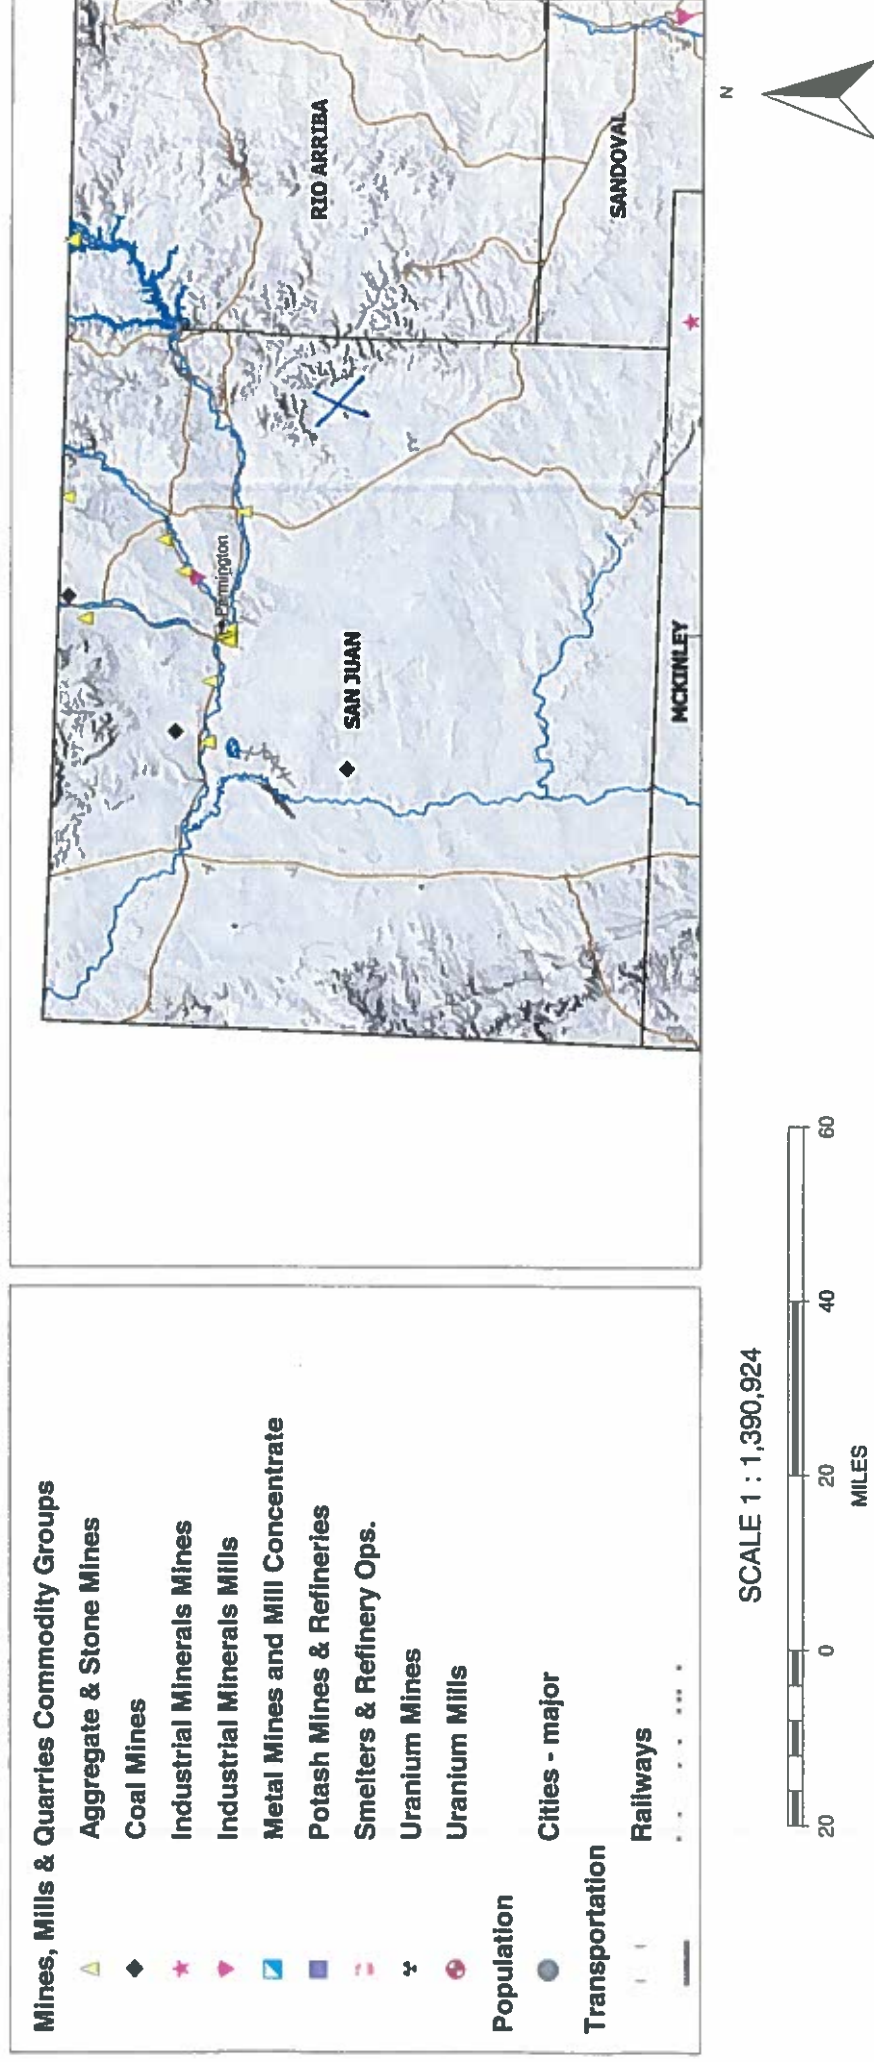 Mines, Mills & Quarries Commodity Groups
Aggregate & Stone Mines
Coal Mines
Industrial Minerals Mines
Industrial Minerals Mills
Metal Mines and Mill Concentrate
Potash Mines & Refineries
Smelters & Refinery Ops.
Uranium Mines
Uranium Mills
Population
Cities - major
Transportation
Railways
SCALE 1 : 1,390,924
20 0 20 40 60
MILES
N
RIO ARRIBA
SANDOVAL
Farmington
SAN JUAN
MCKINLEY